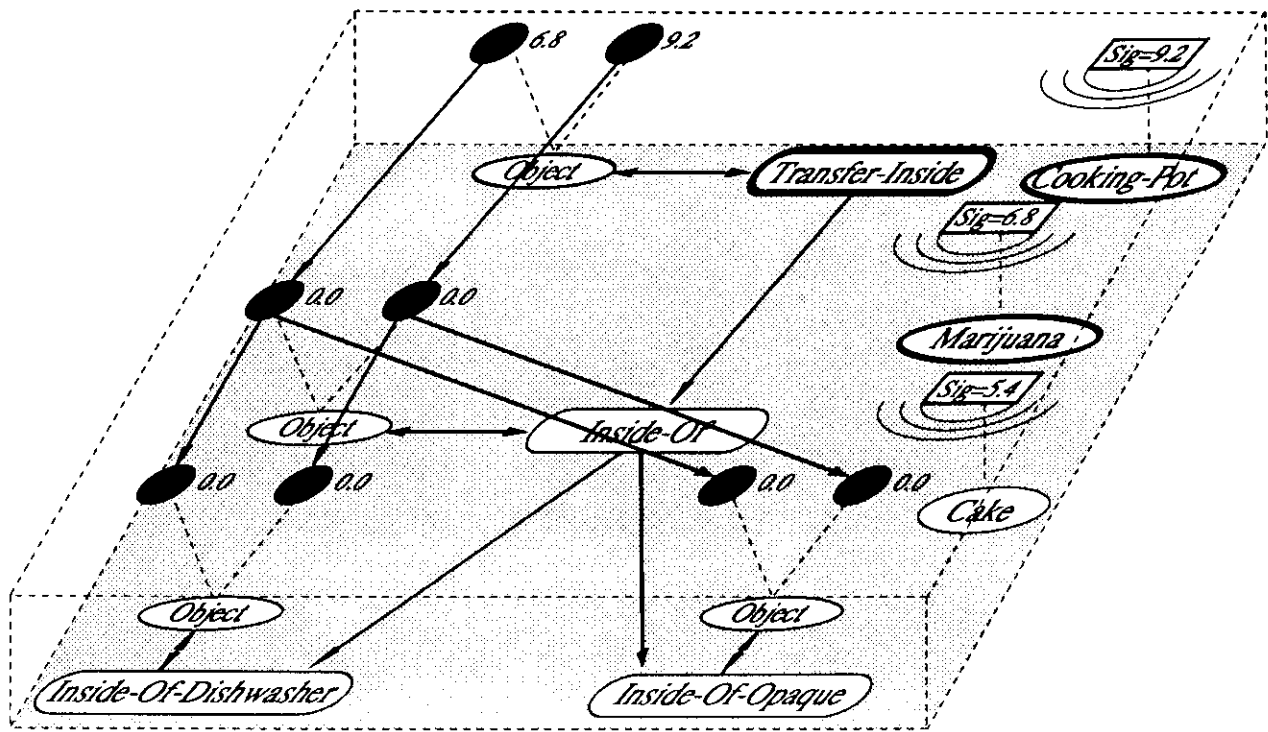 6.8
9.2
Sig=9.2
Object
Transfer-Inside
Cooking-Pot
Sig=6.8
0.0
0.0
Marijuana
Sig=5.4
Object
Inside-Of
0.0
0.0
0.0
0.0
Cake
Object
Object
Inside-Of-Dishwasher
Inside-Of-Opaque